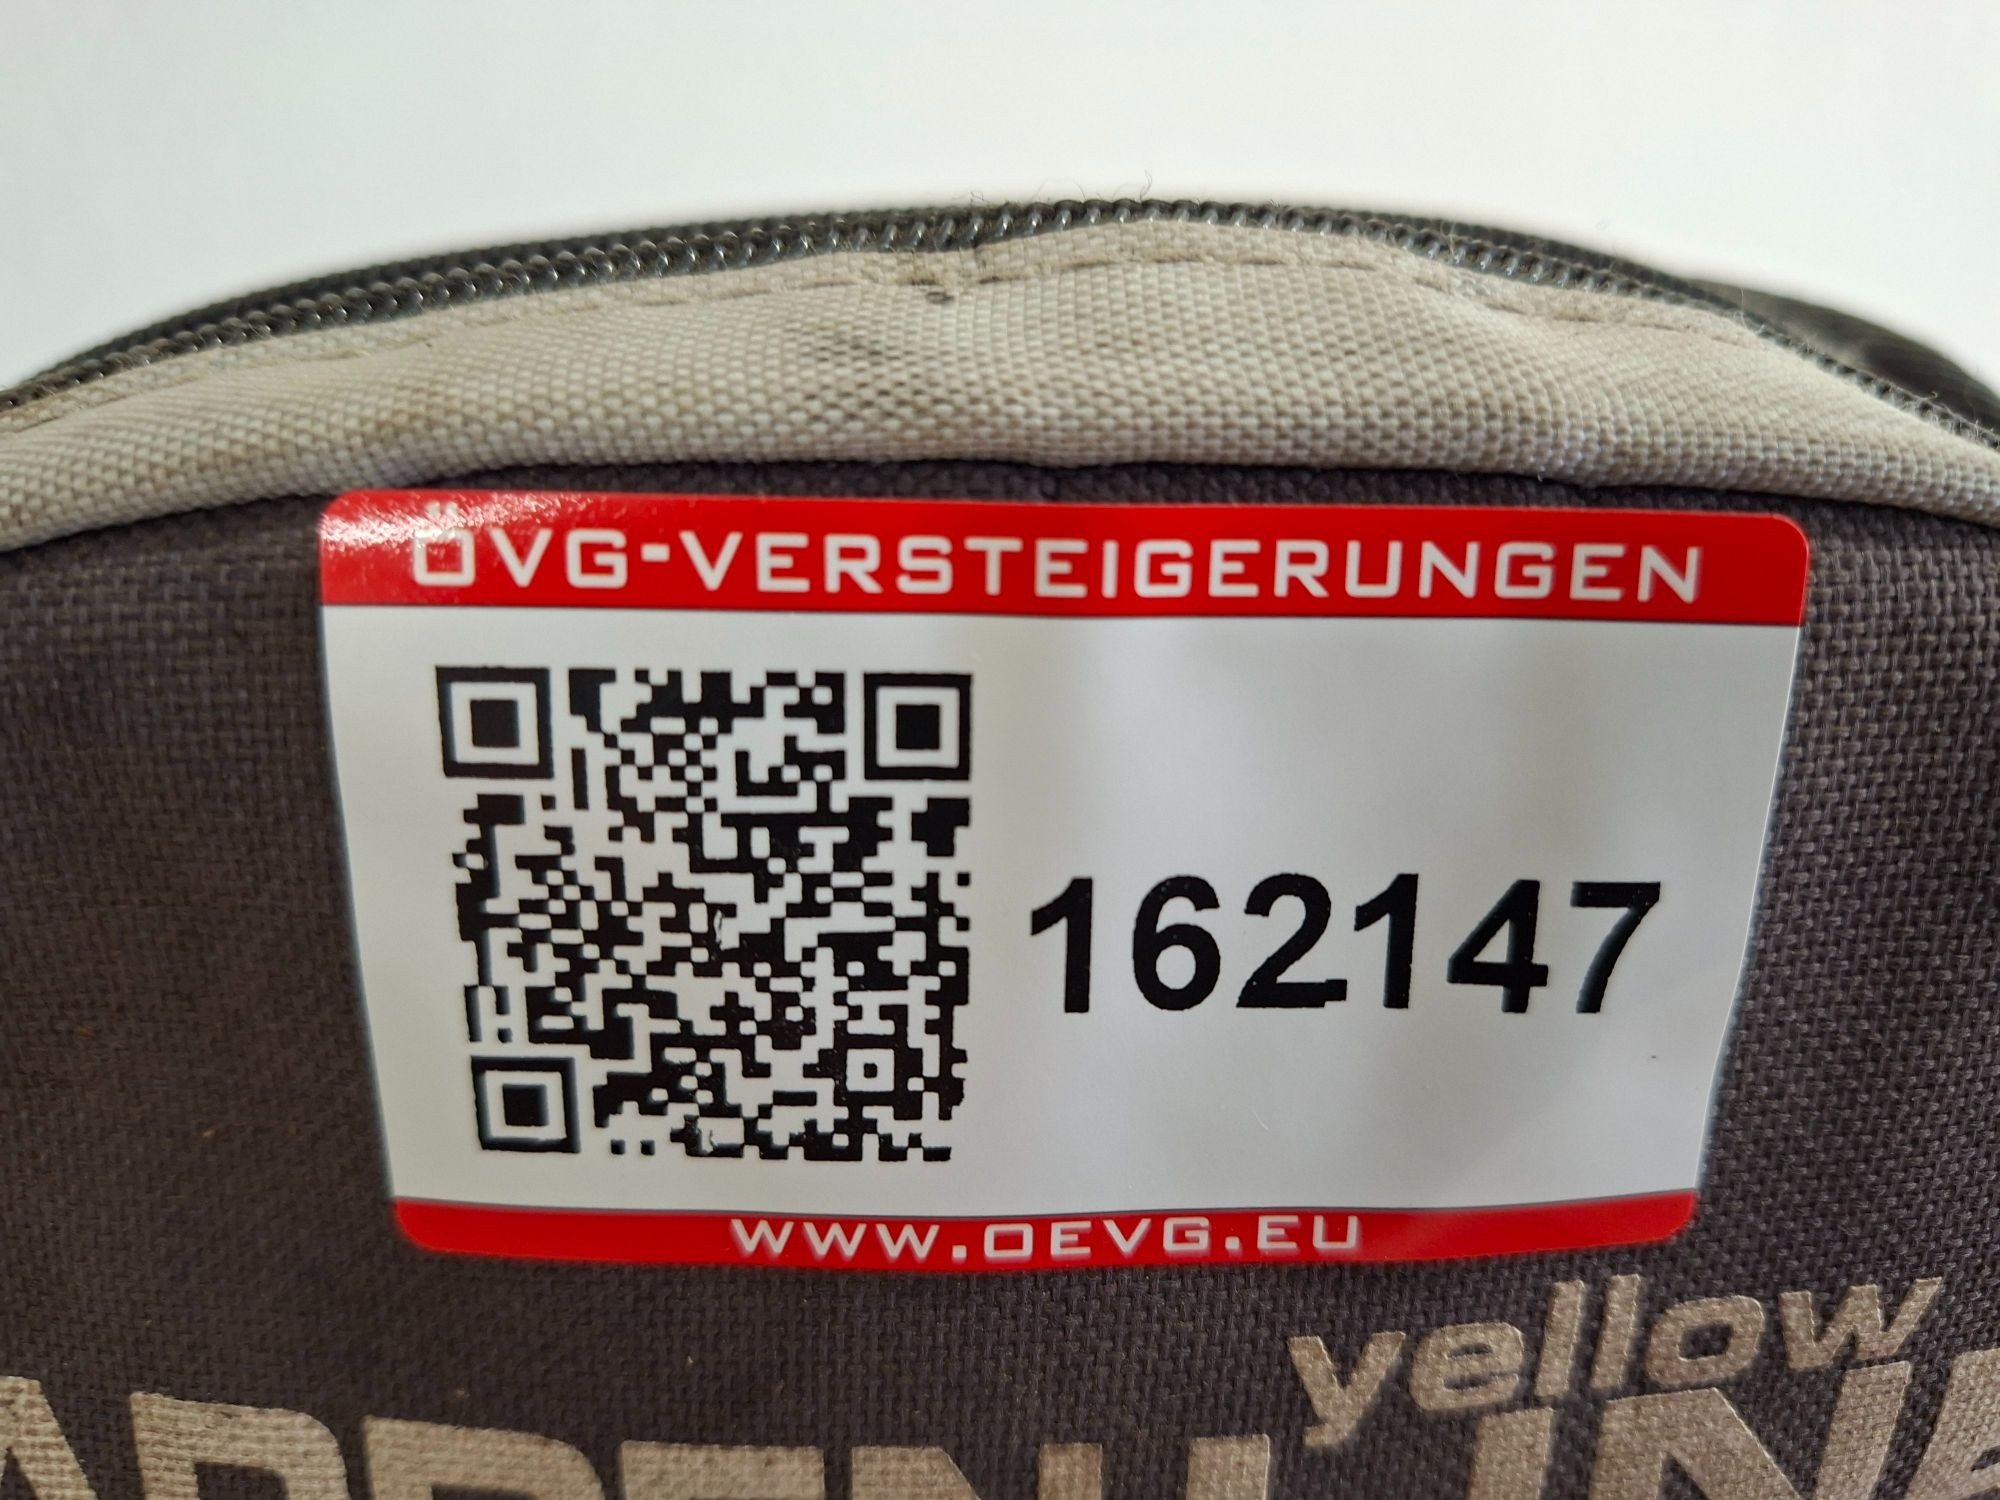 ÖVG-VERSTEIGERUNGEN
162147
WWW.OEVG.EU
yellow